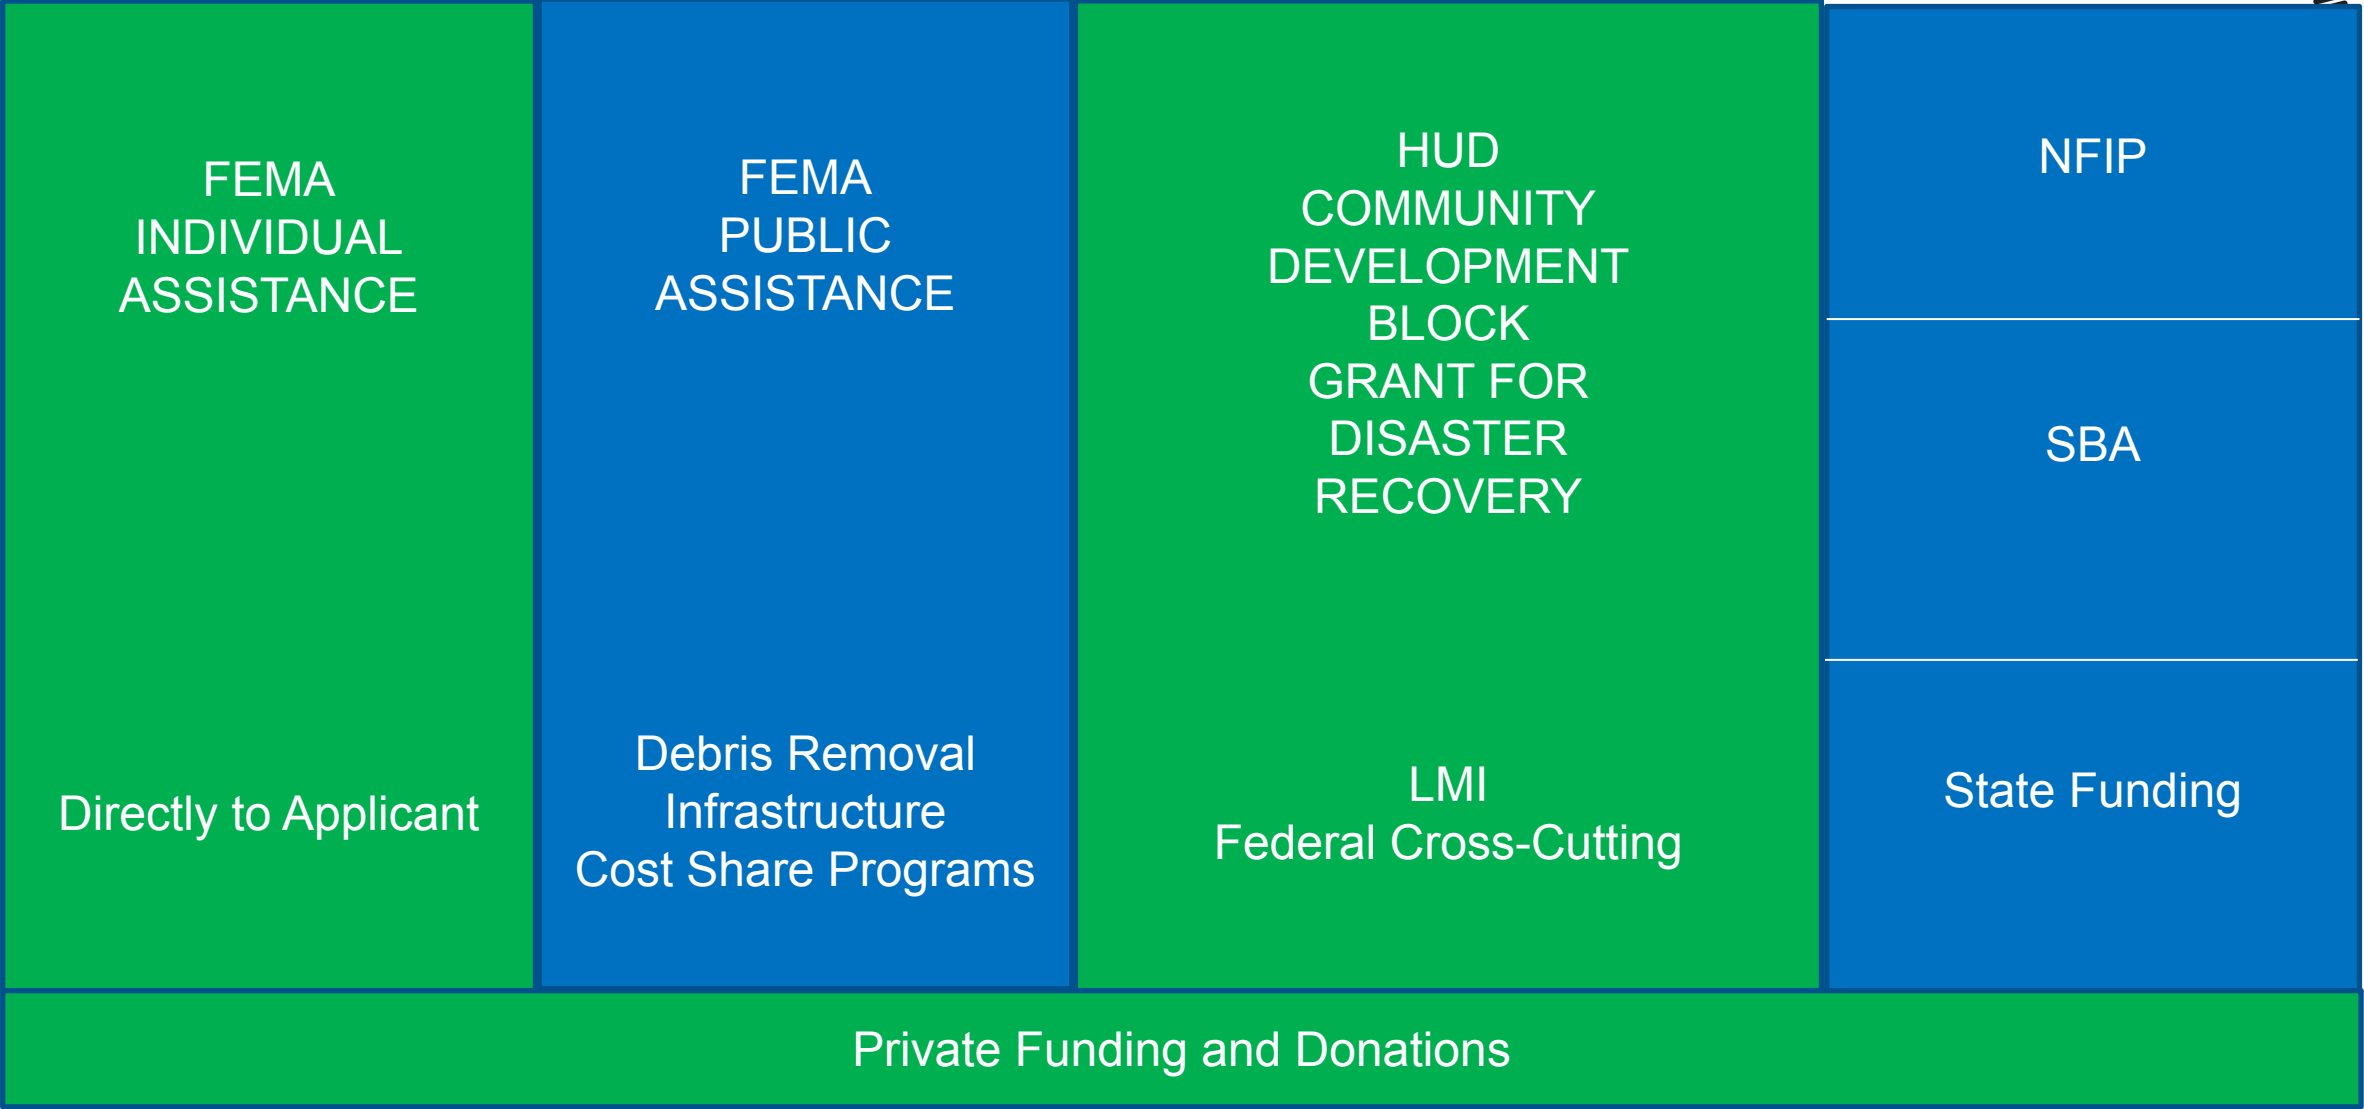 FEMA
INDIVIDUAL
ASSISTANCE
Directly to Applicant
FEMA
PUBLIC
ASSISTANCE
Debris Removal
Infrastructure
Cost Share Programs
HUD
COMMUNITY
DEVELOPMENT
BLOCK
GRANT FOR
DISASTER
RECOVERY
LMI
Federal Cross-Cutting
NFIP
SBA
State Funding
Private Funding and Donations